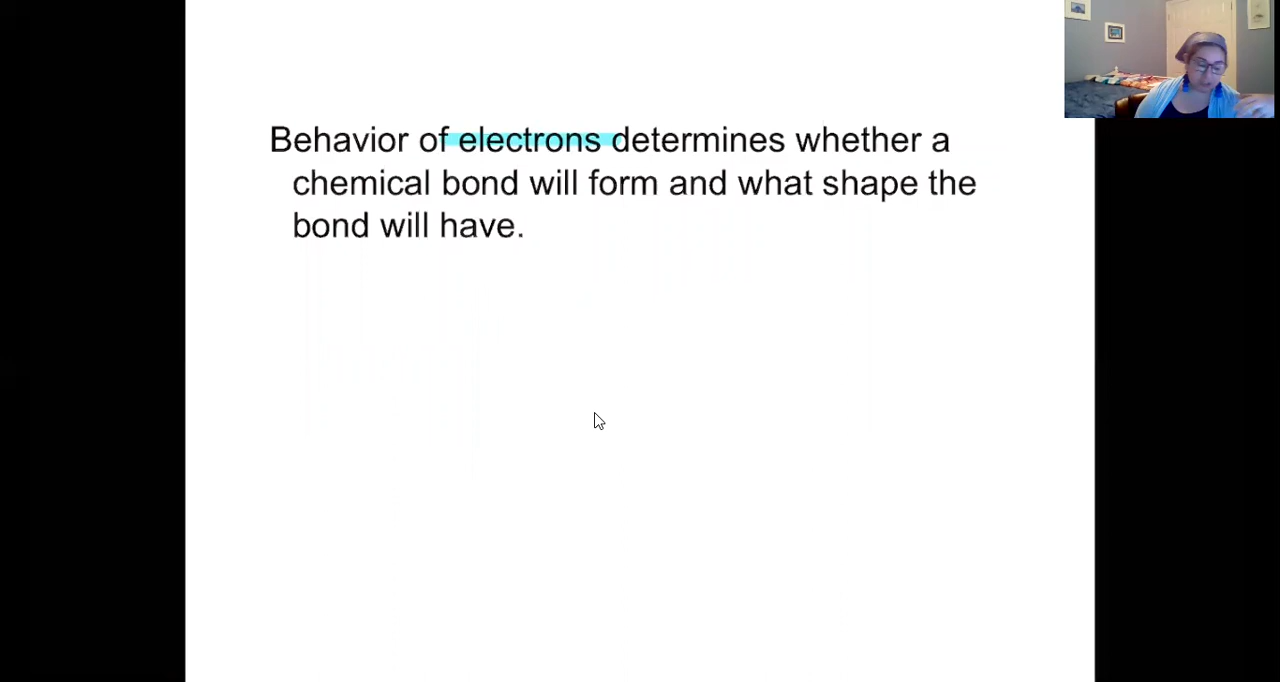 Behavior of electrons determines whether a
chemical bond will form and what shape the
bond will have.